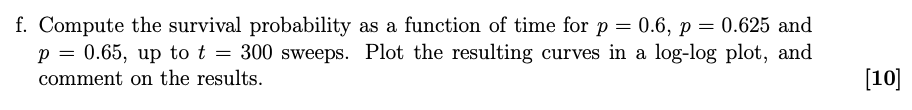 f. Compute the survival probability as a function of time for p = 0.6, p = 0.625 and
p = 0.65, up to t = 300 sweeps. Plot the resulting curves in a log-log plot, and
comment on the results. [10]